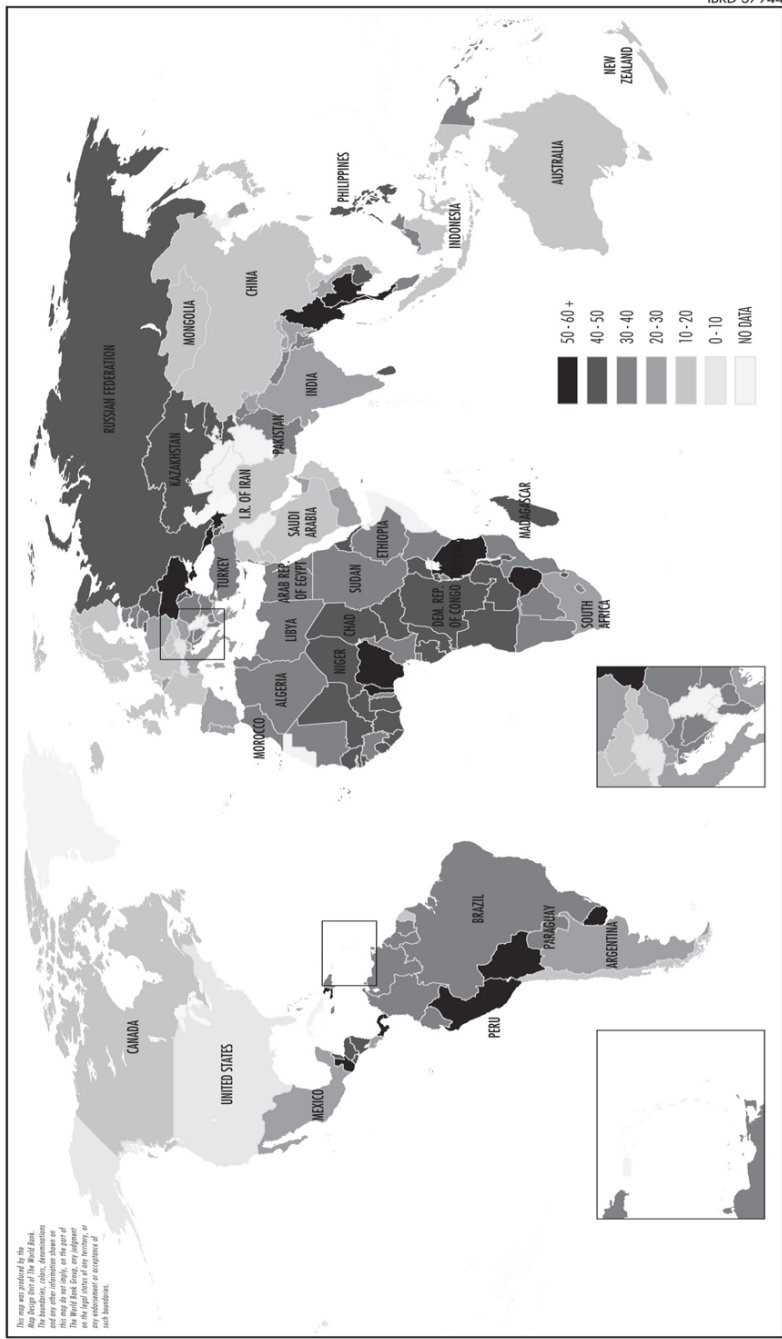 IBRD 37944
This map was produced by the
Map Design Unit of The World Bank.
The boundaries, colors, denominations
and any other information shown on
this map do not imply, on the part of
The World Bank Group, any judgment
on the legal status of any territory, or
any endorsement or acceptance of
such boundaries.
CANADA
UNITED STATES
MEXICO
BRAZIL
PERU
PARAGUAY
ARGENTINA
RUSSIAN FEDERATION
KAZAKHSTAN
MONGOLIA
CHINA
TURKEY
I.R. OF IRAN
PAKISTAN
INDIA
SAUDI
ARABIA
PHILIPPINES
INDONESIA
AUSTRALIA
NEW
ZEALAND
MOROCCO
ALGERIA
LIBYA
ARAB REP.
OF EGYPT
NIGER
CHAD
SUDAN
ETHIOPIA
DEM. REP.
OF CONGO
MADAGASCAR
SOUTH
AFRICA
50 - 60 +
40 - 50
30 - 40
20 - 30
10 - 20
0 - 10
NO DATA